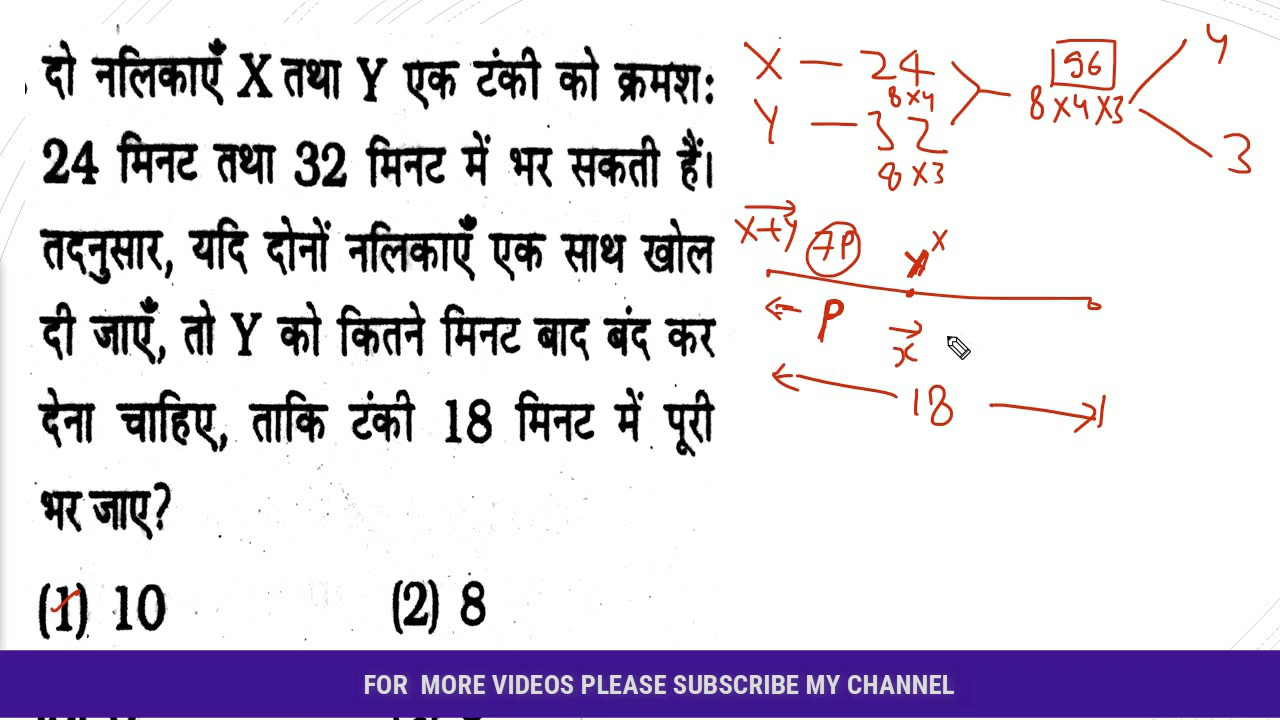 दो नलिकाएँ X तथा Y एक टंकी को क्रमश:
24 मिनट तथा 32 मिनट में भर सकती हैं।
तदनुसार, यदि दोनों नलिकाएँ एक साथ खोल
दी जाएँ, तो Y को कितने मिनट बाद बंद कर
देना चाहिए, ताकि टंकी 18 मिनट में पूरी
भर जाए?
(1) 10 (2) 8
X — 24
8×4
Y — 32
8×3
96
8×4×3
4
3
X+Y 7P
X
P
x
18
FOR MORE VIDEOS PLEASE SUBSCRIBE MY CHANNEL